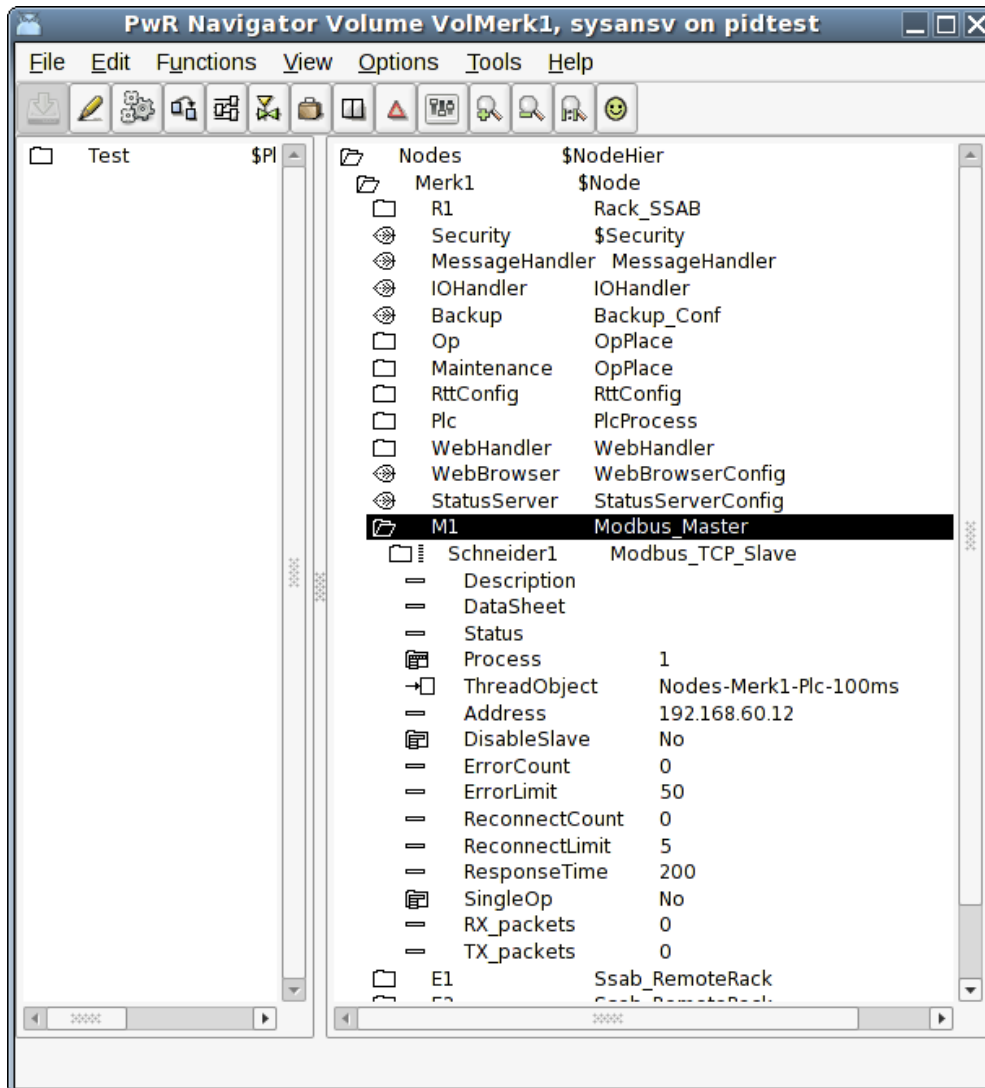 PwR Navigator Volume VolMerk1, sysansv on pidtest
File Edit Functions View Options Tools Help
Test $Pl
Nodes $NodeHier
Merk1 $Node
R1 Rack_SSAB
Security $Security
MessageHandler MessageHandler
IOHandler IOHandler
Backup Backup_Conf
Op OpPlace
Maintenance OpPlace
RttConfig RttConfig
Plc PlcProcess
WebHandler WebHandler
WebBrowser WebBrowserConfig
StatusServer StatusServerConfig
M1 Modbus_Master
Schneider1 Modbus_TCP_Slave
Description
DataSheet
Status
Process 1
ThreadObject Nodes-Merk1-Plc-100ms
Address 192.168.60.12
DisableSlave No
ErrorCount 0
ErrorLimit 50
ReconnectCount 0
ReconnectLimit 5
ResponseTime 200
SingleOp No
RX_packets 0
TX_packets 0
E1 Ssab_RemoteRack